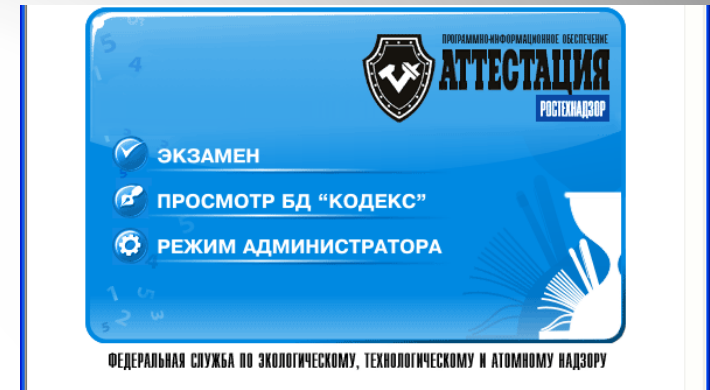 ПРОГРАММНО-ИНФОРМАЦИОННОЕ ОБЕСПЕЧЕНИЕ
АТТЕСТАЦИЯ
РОСТЕХНАДЗОР
ЭКЗАМЕН
ПРОСМОТР БД “КОДЕКС”
РЕЖИМ АДМИНИСТРАТОРА
ФЕДЕРАЛЬНАЯ СЛУЖБА ПО ЭКОЛОГИЧЕСКОМУ, ТЕХНОЛОГИЧЕСКОМУ И АТОМНОМУ НАДЗОРУ